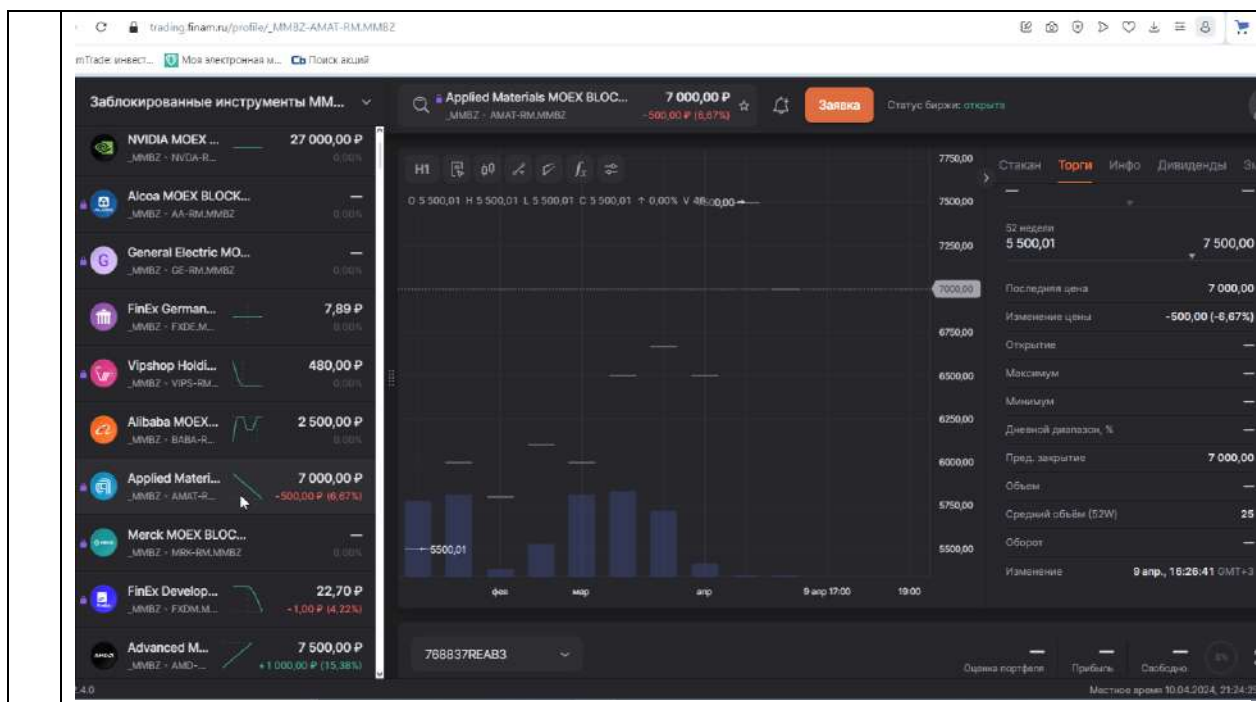 trading.finam.ru/profile/_MMBZ-AMAT-RM.MMBZ
mTrade: инвест... Моя электронная м... Поиск акций
Заблокированные инструменты MM...
Applied Materials MOEX BLOC... 7 000,00 ₽
_MMBZ · AMAT-RM.MMBZ -500,00 ₽ (6,67%)
Заявка
Статус биржи: открыта
NVIDIA MOEX ... 27 000,00 ₽
_MMBZ · NVDA-R... 0,00%
Alcoa MOEX BLOCK... —
_MMBZ · AA-RM.MMBZ 0,00%
General Electric MO... —
_MMBZ · GE-RM.MMBZ 0,00%
FinEx German... 7,89 ₽
_MMBZ · FXDE.M... 0,00%
Vipshop Holdi... 480,00 ₽
_MMBZ · VIPS-RM... 0,00%
Alibaba MOEX... 2 500,00 ₽
_MMBZ · BABA-R... 0,00%
Applied Materi... 7 000,00 ₽
_MMBZ · AMAT-R... -500,00 ₽ (6,67%)
Merck MOEX BLOC... —
_MMBZ · MRK-RM.MMBZ 0,00%
FinEx Develop... 22,70 ₽
_MMBZ · FXDM.M... -1,00 ₽ (4,22%)
Advanced M... 7 500,00 ₽
_MMBZ · AMD-... +1 000,00 ₽ (15,38%)
2.4.0
H1
O 5 500,01 H 5 500,01 L 5 500,01 C 5 500,01 ↑ 0,00% V
7750,00
7500,00
7250,00
7000,00
6750,00
6500,00
6250,00
6000,00
5750,00
5500,00
5500,01
фев мар апр 9 апр 17:00 19:00
Стакан Торги Инфо Дивиденды
52 недели
5 500,01 7 500,00
Последняя цена 7 000,00
Изменение цены -500,00 (-6,67%)
Открытие —
Максимум —
Минимум —
Дневной диапазон, % —
Пред. закрытие 7 000,00
Объем —
Средний объём (52W) 25
Оборот —
Изменение 9 апр., 16:26:41 GMT+3
768837REAB3
Оценка портфеля Прибыль Свободно
Местное время 10.04.2024, 21:24: